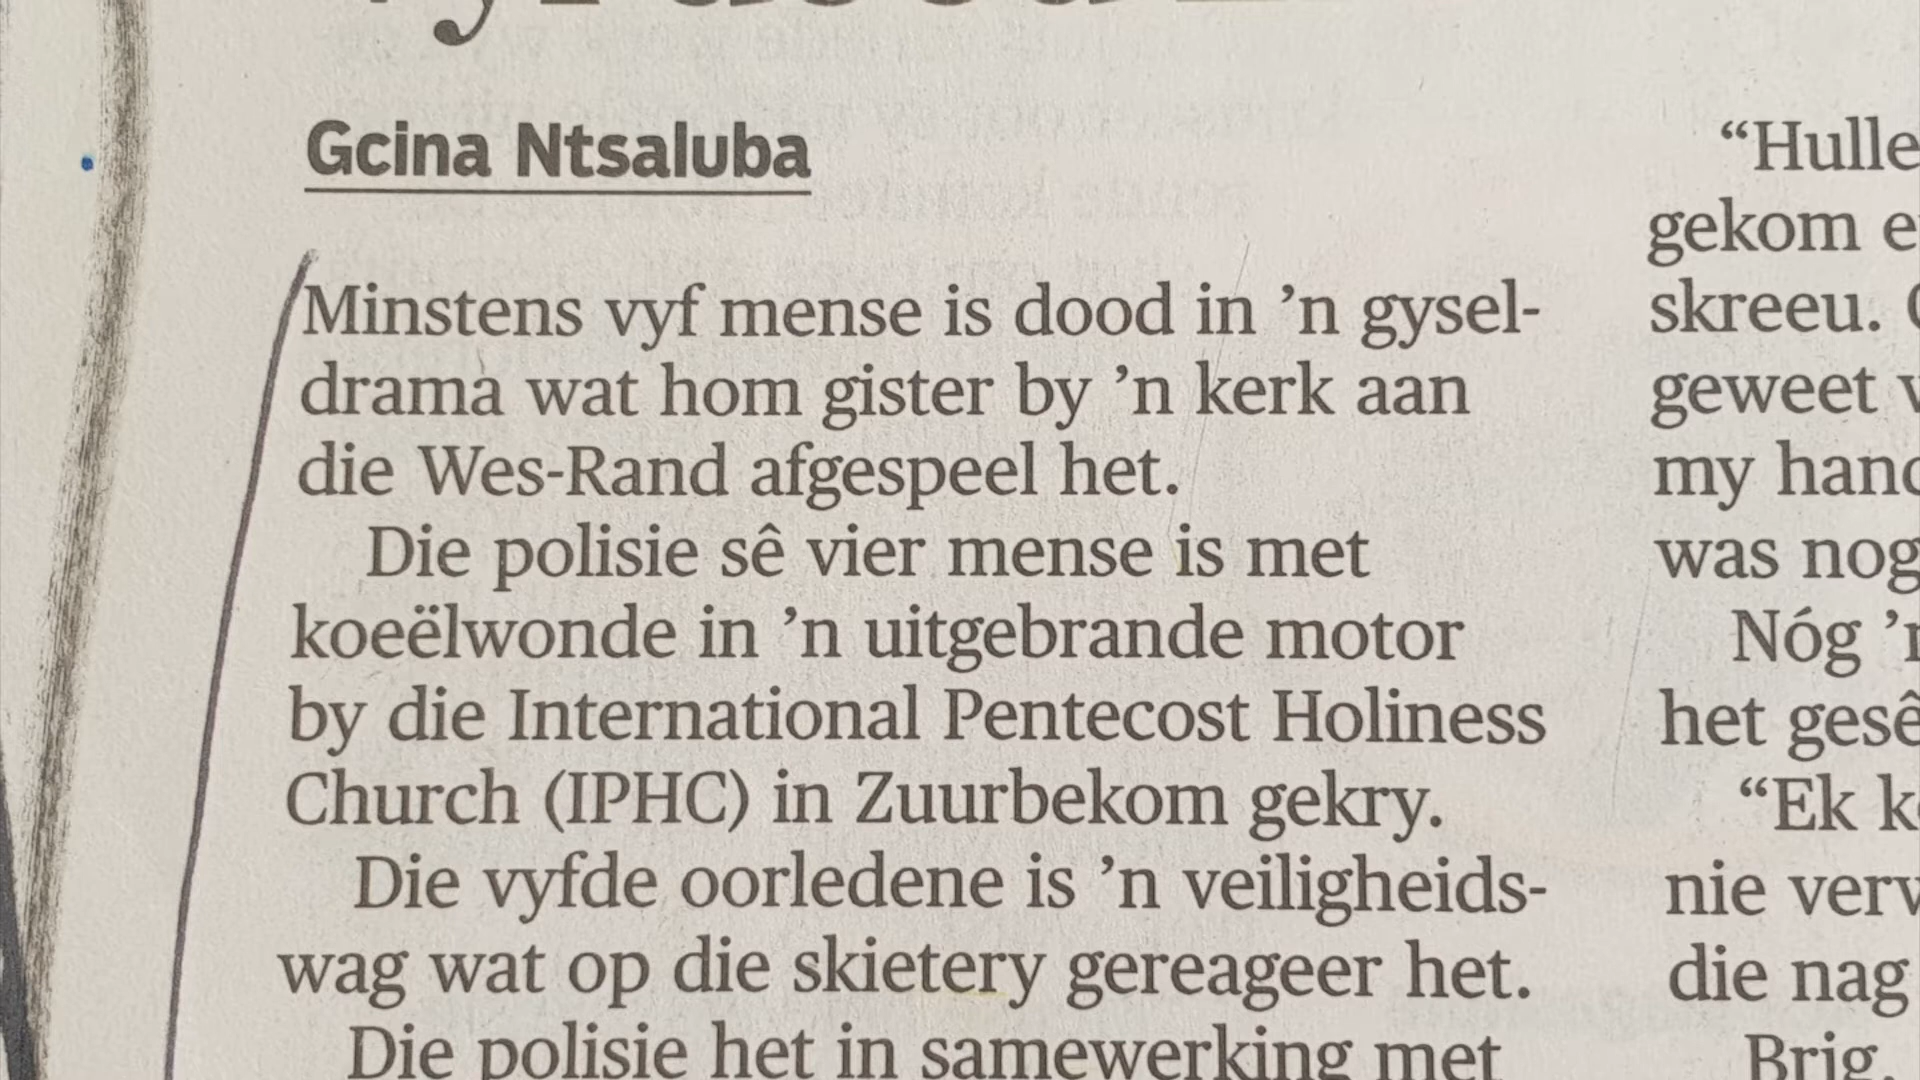 Gcina Ntsaluba
Minstens vyf mense is dood in ’n gysel-
drama wat hom gister by ’n kerk aan
die Wes-Rand afgespeel het.
Die polisie sê vier mense is met
koeëlwonde in ’n uitgebrande motor
by die International Pentecost Holiness
Church (IPHC) in Zuurbekom gekry.
Die vyfde oorledene is ’n veiligheids-
wag wat op die skietery gereageer het.
Die polisie het in samewerking met
“Hulle
gekom
skreeu.
geweet
my
was nog
Nóg
het gesê
“Ek
nie
die nag
Brig.